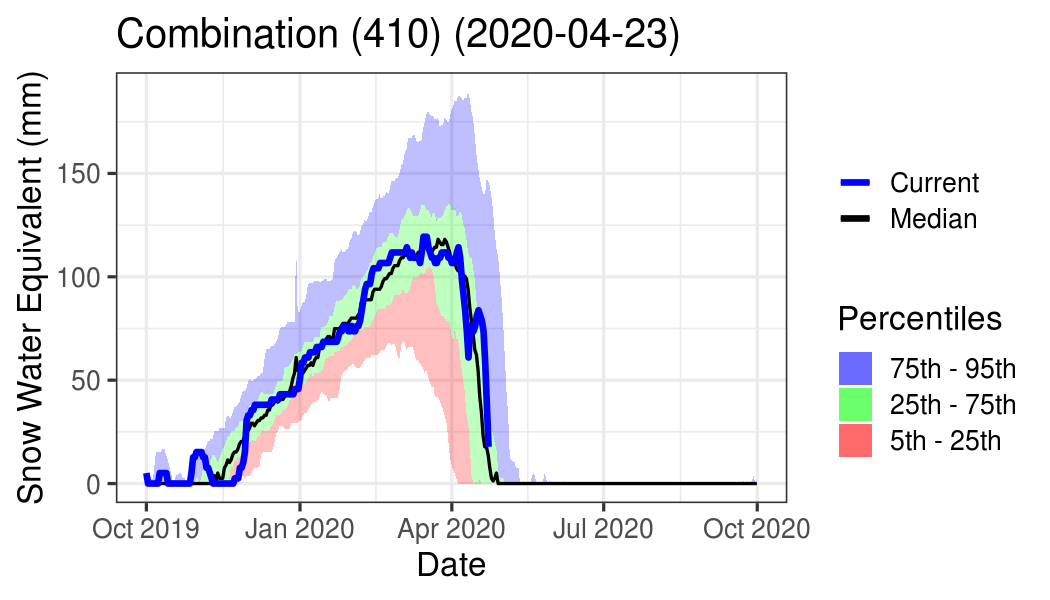 Combination (410) (2020-04-23)
Snow Water Equivalent (mm)
150
100
50
0
Oct 2019 Jan 2020 Apr 2020 Jul 2020 Oct 2020
Date
Current
Median
Percentiles
75th - 95th
25th - 75th
5th - 25th